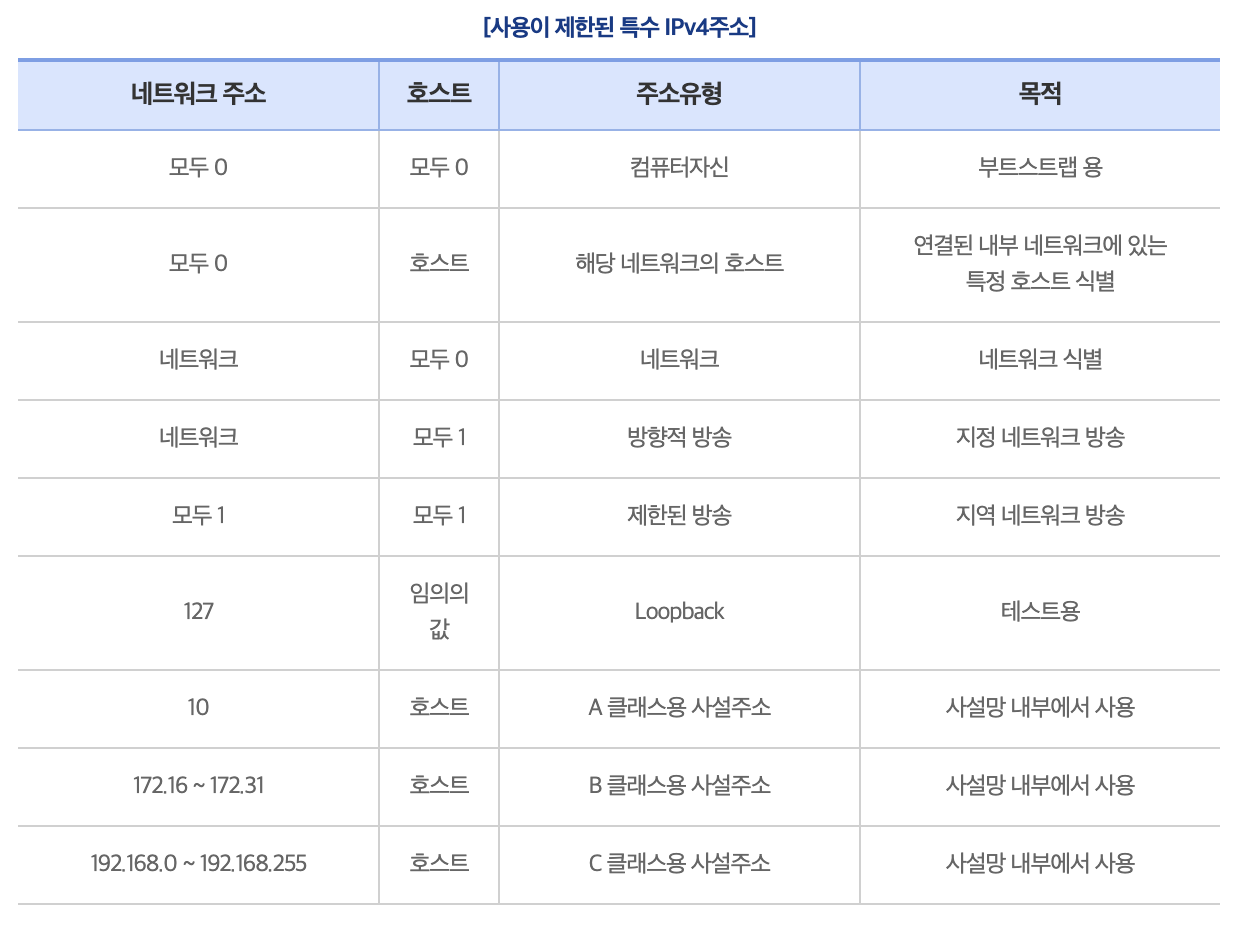 [사용이 제한된 특수 IPv4주소]
네트워크 주소 호스트 주소유형 목적
모두 0 모두 0 컴퓨터자신 부트스트랩 용
모두 0 호스트 해당 네트워크의 호스트 연결된 내부 네트워크에 있는
특정 호스트 식별
네트워크 모두 0 네트워크 네트워크 식별
네트워크 모두 1 방향적 방송 지정 네트워크 방송
모두 1 모두 1 제한된 방송 지역 네트워크 방송
127 임의의
값 Loopback 테스트용
10 호스트 A 클래스용 사설주소 사설망 내부에서 사용
172.16 ~ 172.31 호스트 B 클래스용 사설주소 사설망 내부에서 사용
192.168.0 ~ 192.168.255 호스트 C 클래스용 사설주소 사설망 내부에서 사용